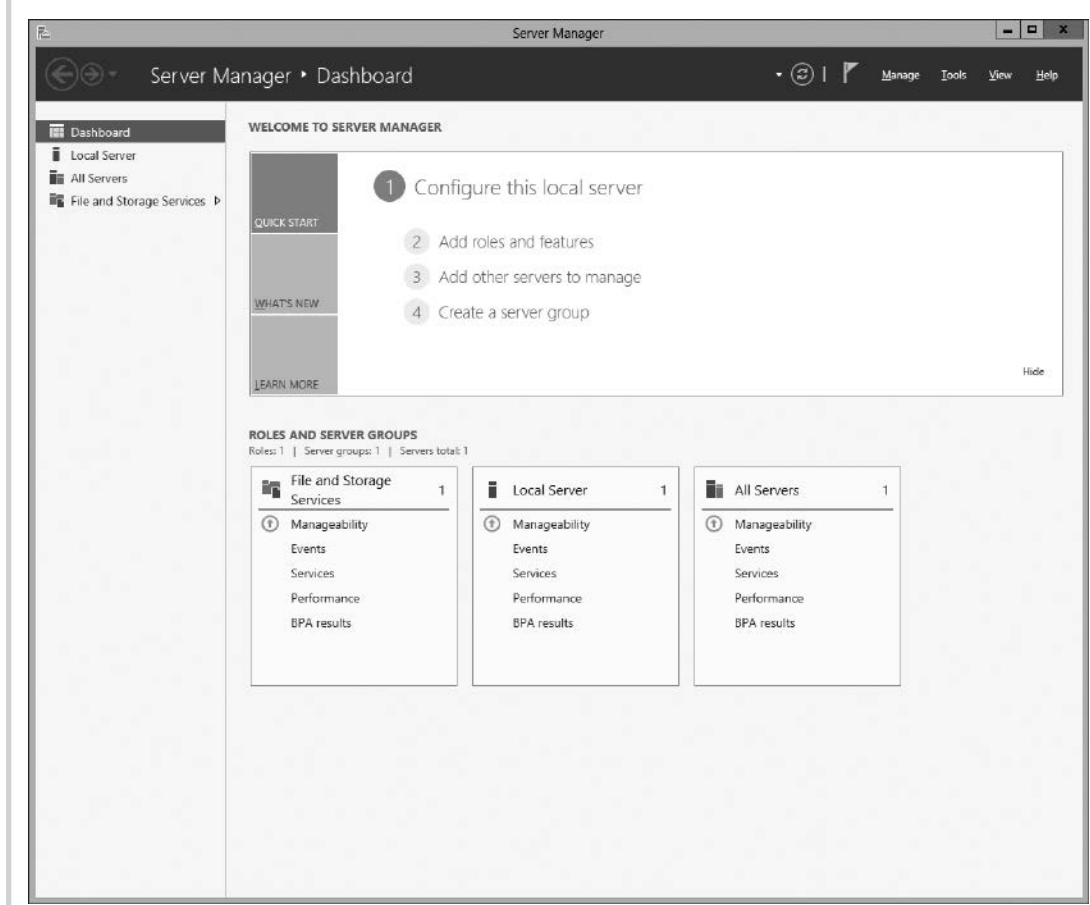 Server Manager
Server Manager • Dashboard
Manage Tools View Help
Dashboard
Local Server
All Servers
File and Storage Services
WELCOME TO SERVER MANAGER
QUICK START
WHAT'S NEW
LEARN MORE
1 Configure this local server
2 Add roles and features
3 Add other servers to manage
4 Create a server group
Hide
ROLES AND SERVER GROUPS
Roles: 1 | Server groups: 1 | Servers total: 1
File and Storage
Services 1
Manageability
Events
Services
Performance
BPA results
Local Server 1
Manageability
Events
Services
Performance
BPA results
All Servers 1
Manageability
Events
Services
Performance
BPA results